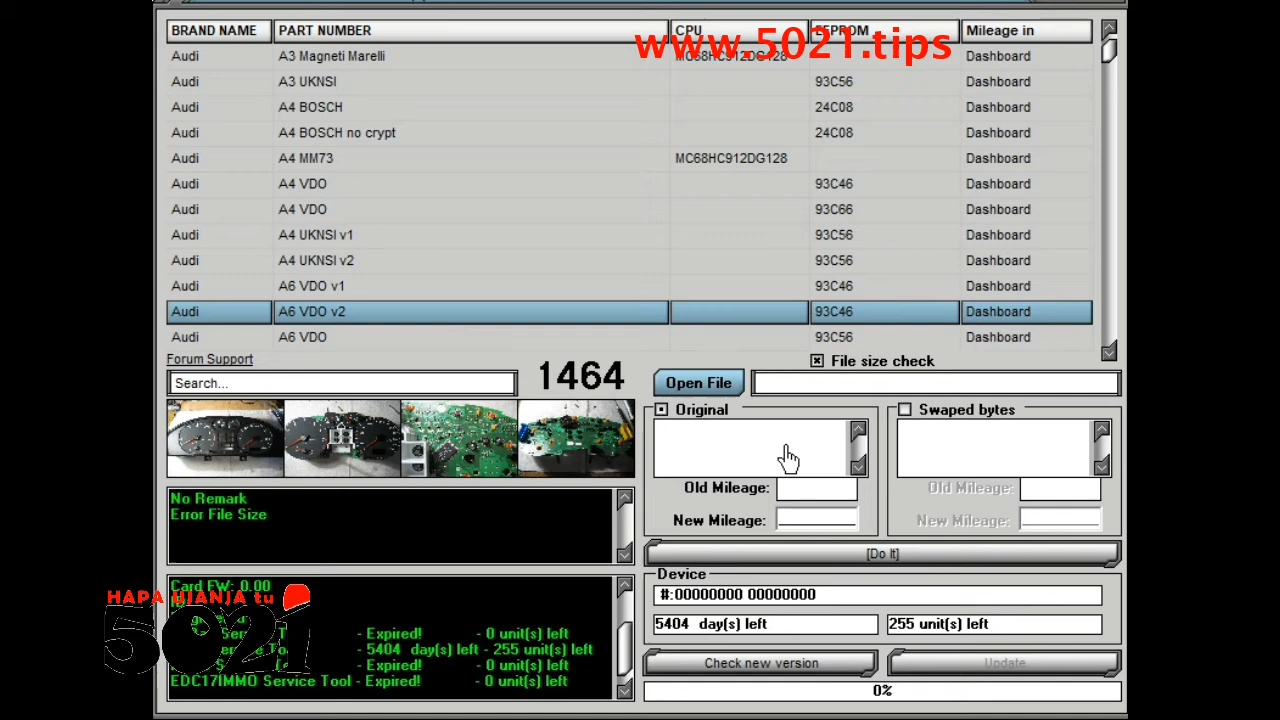 BRAND NAME PART NUMBER CPU EEPROM Mileage in
www.5021.tips
Audi A3 Magneti Marelli MC68HC912DG128 Dashboard
Audi A3 UKNSI 93C56 Dashboard
Audi A4 BOSCH 24C08 Dashboard
Audi A4 BOSCH no crypt 24C08 Dashboard
Audi A4 MM73 MC68HC912DG128 Dashboard
Audi A4 VDO 93C46 Dashboard
Audi A4 VDO 93C66 Dashboard
Audi A4 UKNSI v1 93C56 Dashboard
Audi A4 UKNSI v2 93C56 Dashboard
Audi A6 VDO v1 93C46 Dashboard
Audi A6 VDO v2 93C46 Dashboard
Audi A6 VDO 93C56 Dashboard
Forum Support
File size check
Search...
1464
Open File
Original
Swaped bytes
Old Mileage:
Old Mileage:
New Mileage:
New Mileage:
No Remark
Error File Size
[Do It]
Device
#:00000000 00000000
5404 day(s) left
255 unit(s) left
Card FW: 0.00
HAPA UJANJA tu
5021
- Expired! - 0 unit(s) left
- 5404 day(s) left - 255 unit(s) left
- Expired! - 0 unit(s) left
EDC17IMMO Service Tool - Expired! - 0 unit(s) left
Check new version
Update
0%